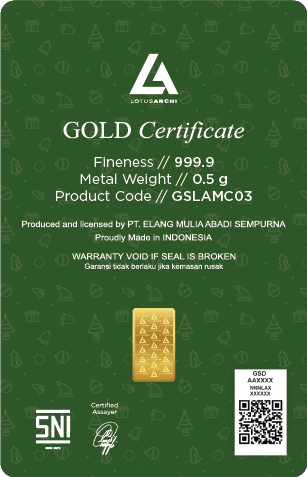 LOTUSARCHI
GOLD Certificate
Fineness // 999.9
Metal Weight // 0.5 g
Product Code // GSLAMC03
Produced and licensed by PT. ELANG MULIA ABADI SEMPURNA
Proudly Made in INDONESIA
WARRANTY VOID IF SEAL IS BROKEN
Garansi tidak berlaku jika kemasan rusak
Certified
Assayer
SNI
GSD
AAXXXX
NNNLAX
XXXXXX